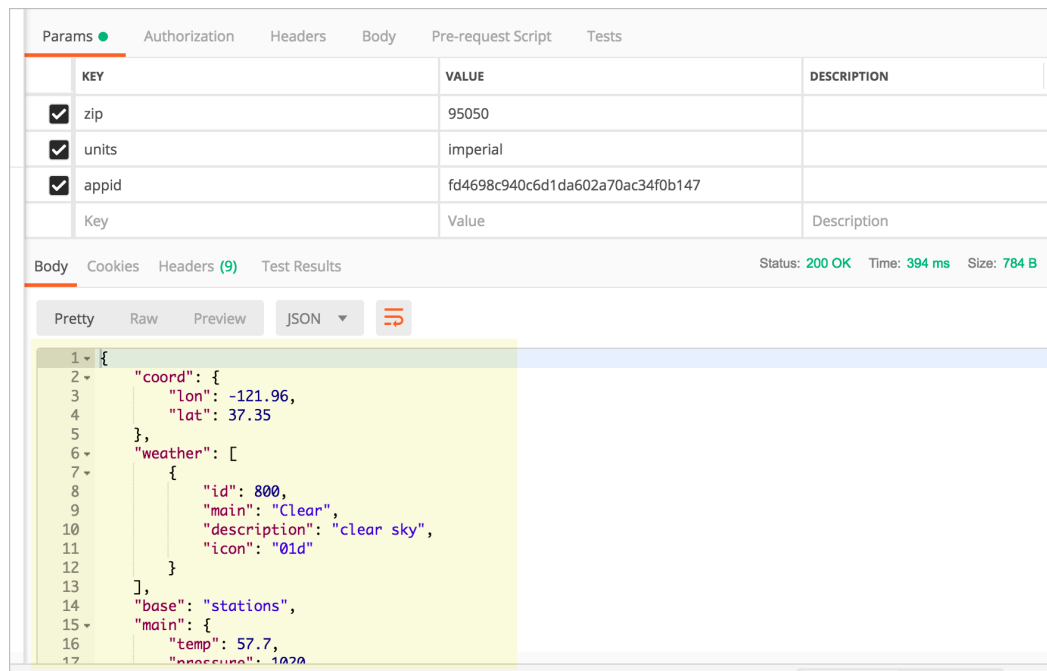 Params Authorization Headers Body Pre-request Script Tests
KEY VALUE DESCRIPTION
zip 95050
units imperial
appid fd4698c940c6d1da602a70ac34f0b147
Key Value Description
Body Cookies Headers (9) Test Results Status: 200 OK Time: 394 ms Size: 784 B
Pretty Raw Preview JSON
1 {
2 "coord": {
3 "lon": -121.96,
4 "lat": 37.35
5 },
6 "weather": [
7 {
8 "id": 800,
9 "main": "Clear",
10 "description": "clear sky",
11 "icon": "01d"
12 }
13 ],
14 "base": "stations",
15 "main": {
16 "temp": 57.7,
17 "pressure": 1020